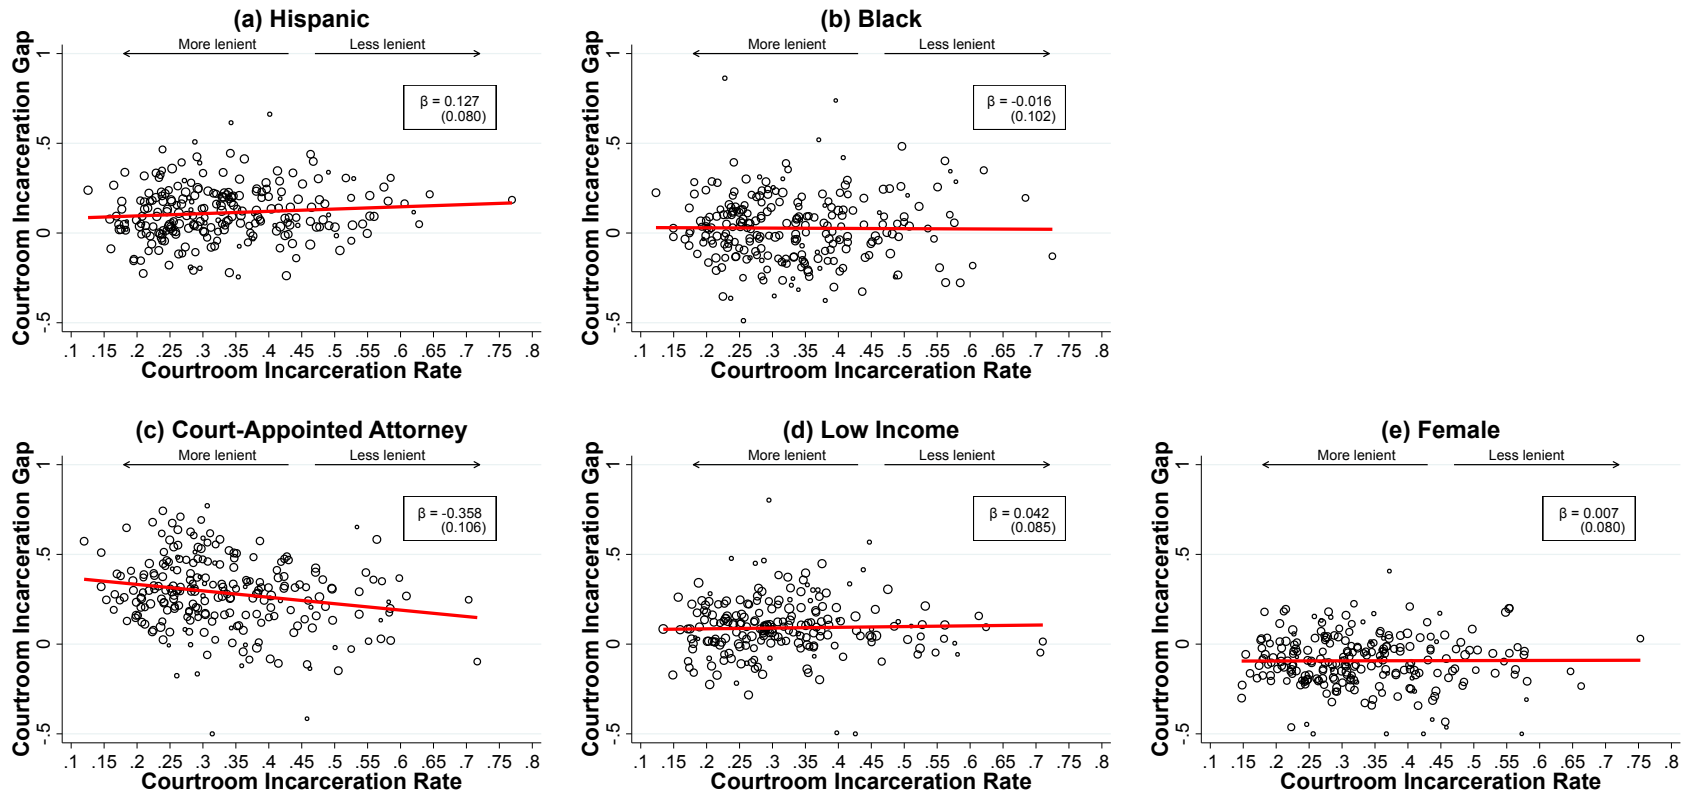 (a) Hispanic
More lenient
Less lenient
Courtroom Incarceration Gap
1
.5
0
-.5
β = 0.127
(0.080)
.1 .15 .2 .25 .3 .35 .4 .45 .5 .55 .6 .65 .7 .75 .8
Courtroom Incarceration Rate
(b) Black
More lenient
Less lenient
Courtroom Incarceration Gap
1
.5
0
-.5
β = -0.016
(0.102)
.1 .15 .2 .25 .3 .35 .4 .45 .5 .55 .6 .65 .7 .75 .8
Courtroom Incarceration Rate
(c) Court-Appointed Attorney
More lenient
Less lenient
Courtroom Incarceration Gap
1
.5
0
-.5
β = -0.358
(0.106)
.1 .15 .2 .25 .3 .35 .4 .45 .5 .55 .6 .65 .7 .75 .8
Courtroom Incarceration Rate
(d) Low Income
More lenient
Less lenient
Courtroom Incarceration Gap
1
.5
0
-.5
β = 0.042
(0.085)
.1 .15 .2 .25 .3 .35 .4 .45 .5 .55 .6 .65 .7 .75 .8
Courtroom Incarceration Rate
(e) Female
More lenient
Less lenient
Courtroom Incarceration Gap
1
.5
0
-.5
β = 0.007
(0.080)
.1 .15 .2 .25 .3 .35 .4 .45 .5 .55 .6 .65 .7 .75 .8
Courtroom Incarceration Rate